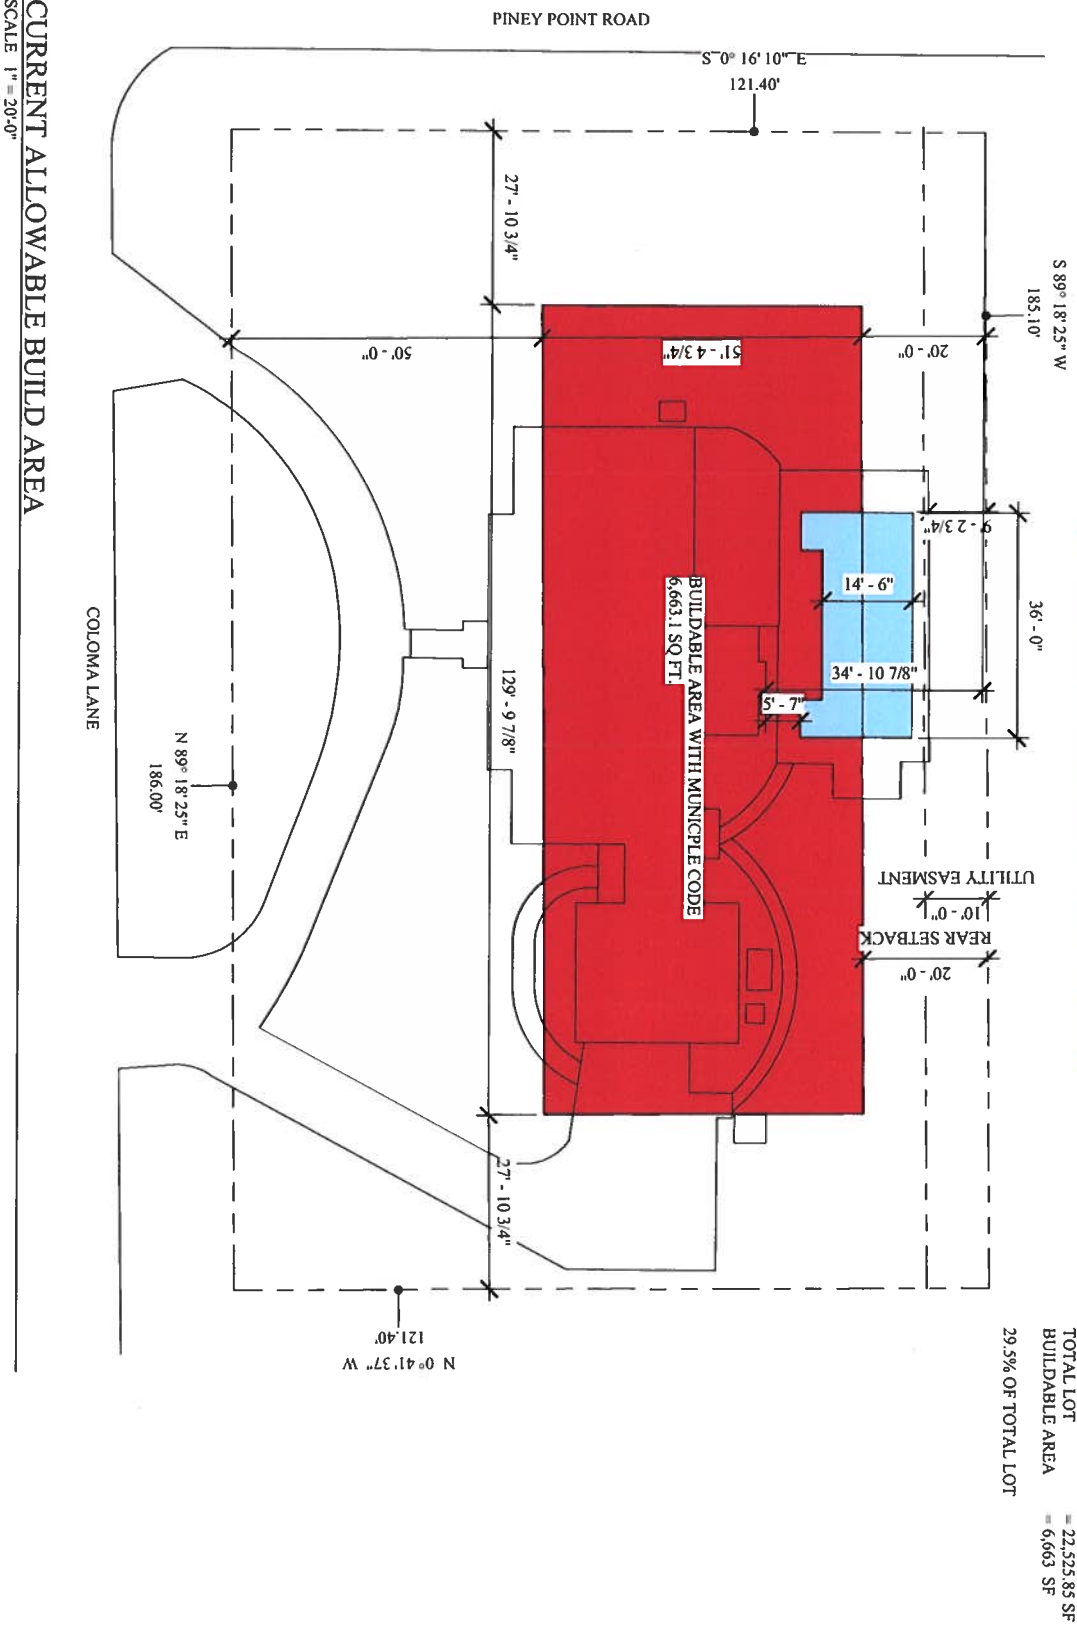 PINEY POINT ROAD
S 0° 16' 10" E
121.40'
S 89° 18' 25" W
185.10'
27' - 10 3/4"
50' - 0"
51' - 4 3/4"
20' - 0"
9' - 2 3/4"
36' - 0"
14' - 6"
34' - 10 7/8"
5' - 7"
BUILDABLE AREA WITH MUNICPLE CODE
6,663.1 SQ FT.
129' - 9 7/8"
COLOMA LANE
N 89° 18' 25" E
186.00'
UTILITY EASMENT
10' - 0"
REAR SETBACK
20' - 0"
27' - 10 3/4"
N 0° 41' 37" W
121.40'
TOTAL LOT = 22,525.85 SF
BUILDABLE AREA = 6,663 SF
29.5% OF TOTAL LOT
CURRENT ALLOWABLE BUILD AREA
SCALE 1" = 20'-0"